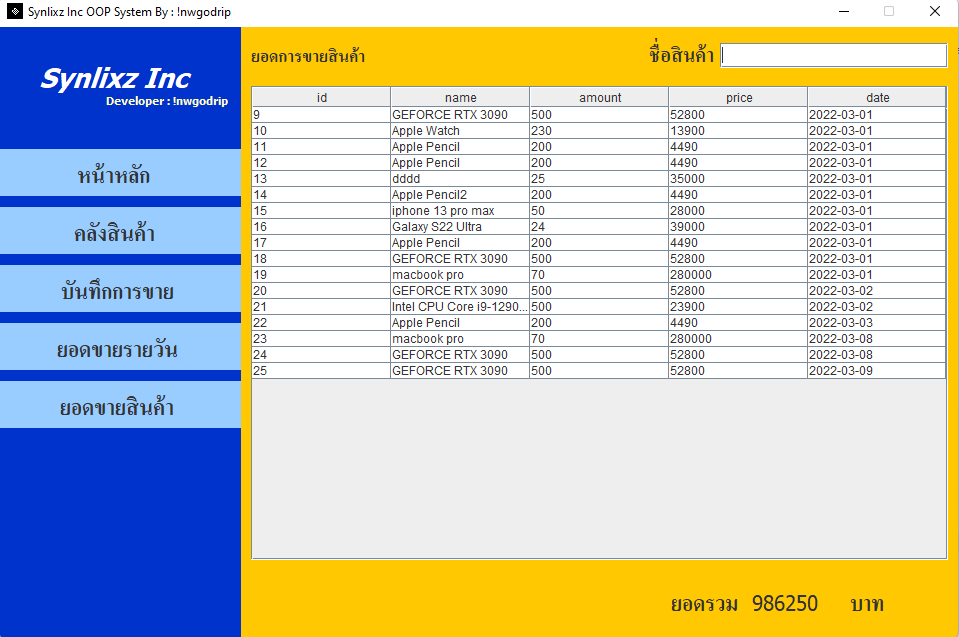 Synlixz Inc OOP System By : !nwgodrip
Synlixz Inc
Developer : !nwgodrip
หน้าหลัก
คลังสินค้า
บันทึกการขาย
ยอดขายรายวัน
ยอดขายสินค้า
ยอดการขายสินค้า ชื่อสินค้า
id name amount price date
9 GEFORCE RTX 3090 500 52800 2022-03-01
10 Apple Watch 230 13900 2022-03-01
11 Apple Pencil 200 4490 2022-03-01
12 Apple Pencil 200 4490 2022-03-01
13 dddd 25 35000 2022-03-01
14 Apple Pencil2 200 4490 2022-03-01
15 iphone 13 pro max 50 28000 2022-03-01
16 Galaxy S22 Ultra 24 39000 2022-03-01
17 Apple Pencil 200 4490 2022-03-01
18 GEFORCE RTX 3090 500 52800 2022-03-01
19 macbook pro 70 280000 2022-03-01
20 GEFORCE RTX 3090 500 52800 2022-03-02
21 Intel CPU Core i9-1290... 500 23900 2022-03-02
22 Apple Pencil 200 4490 2022-03-03
23 macbook pro 70 280000 2022-03-08
24 GEFORCE RTX 3090 500 52800 2022-03-08
25 GEFORCE RTX 3090 500 52800 2022-03-09
ยอดรวม 986250 บาท